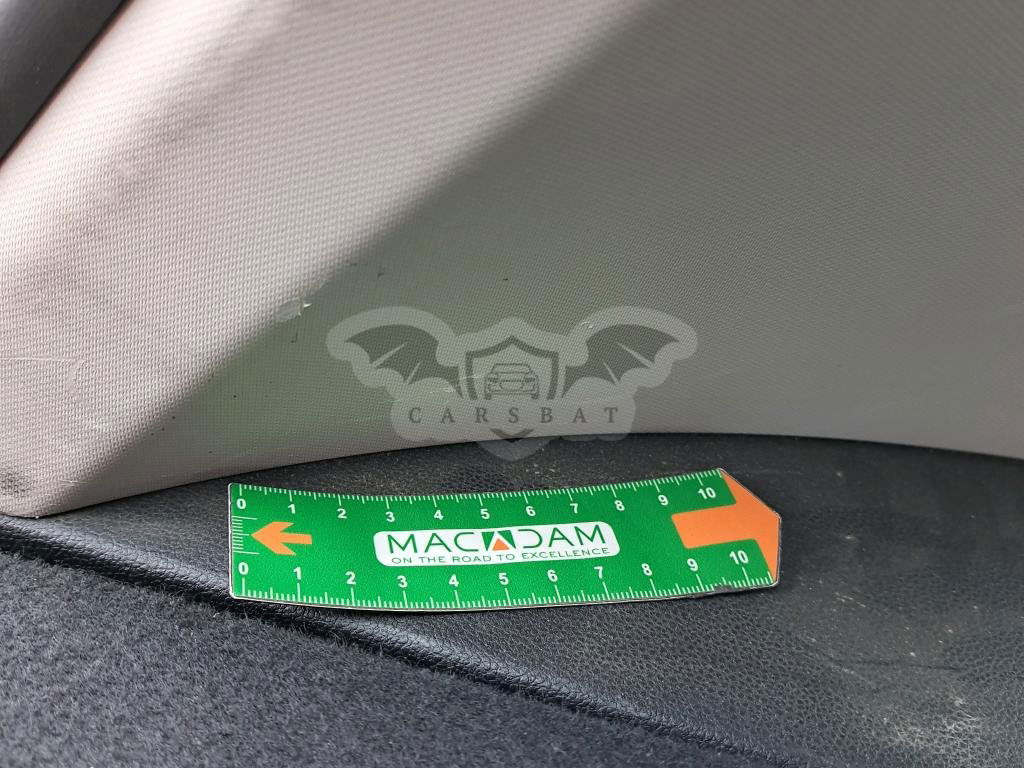 CARSBAT
0 1 2 3 4 5 6 7 8 9 10
MACADAM
ON THE ROAD TO EXCELLENCE
0 1 2 3 4 5 6 7 8 9 10